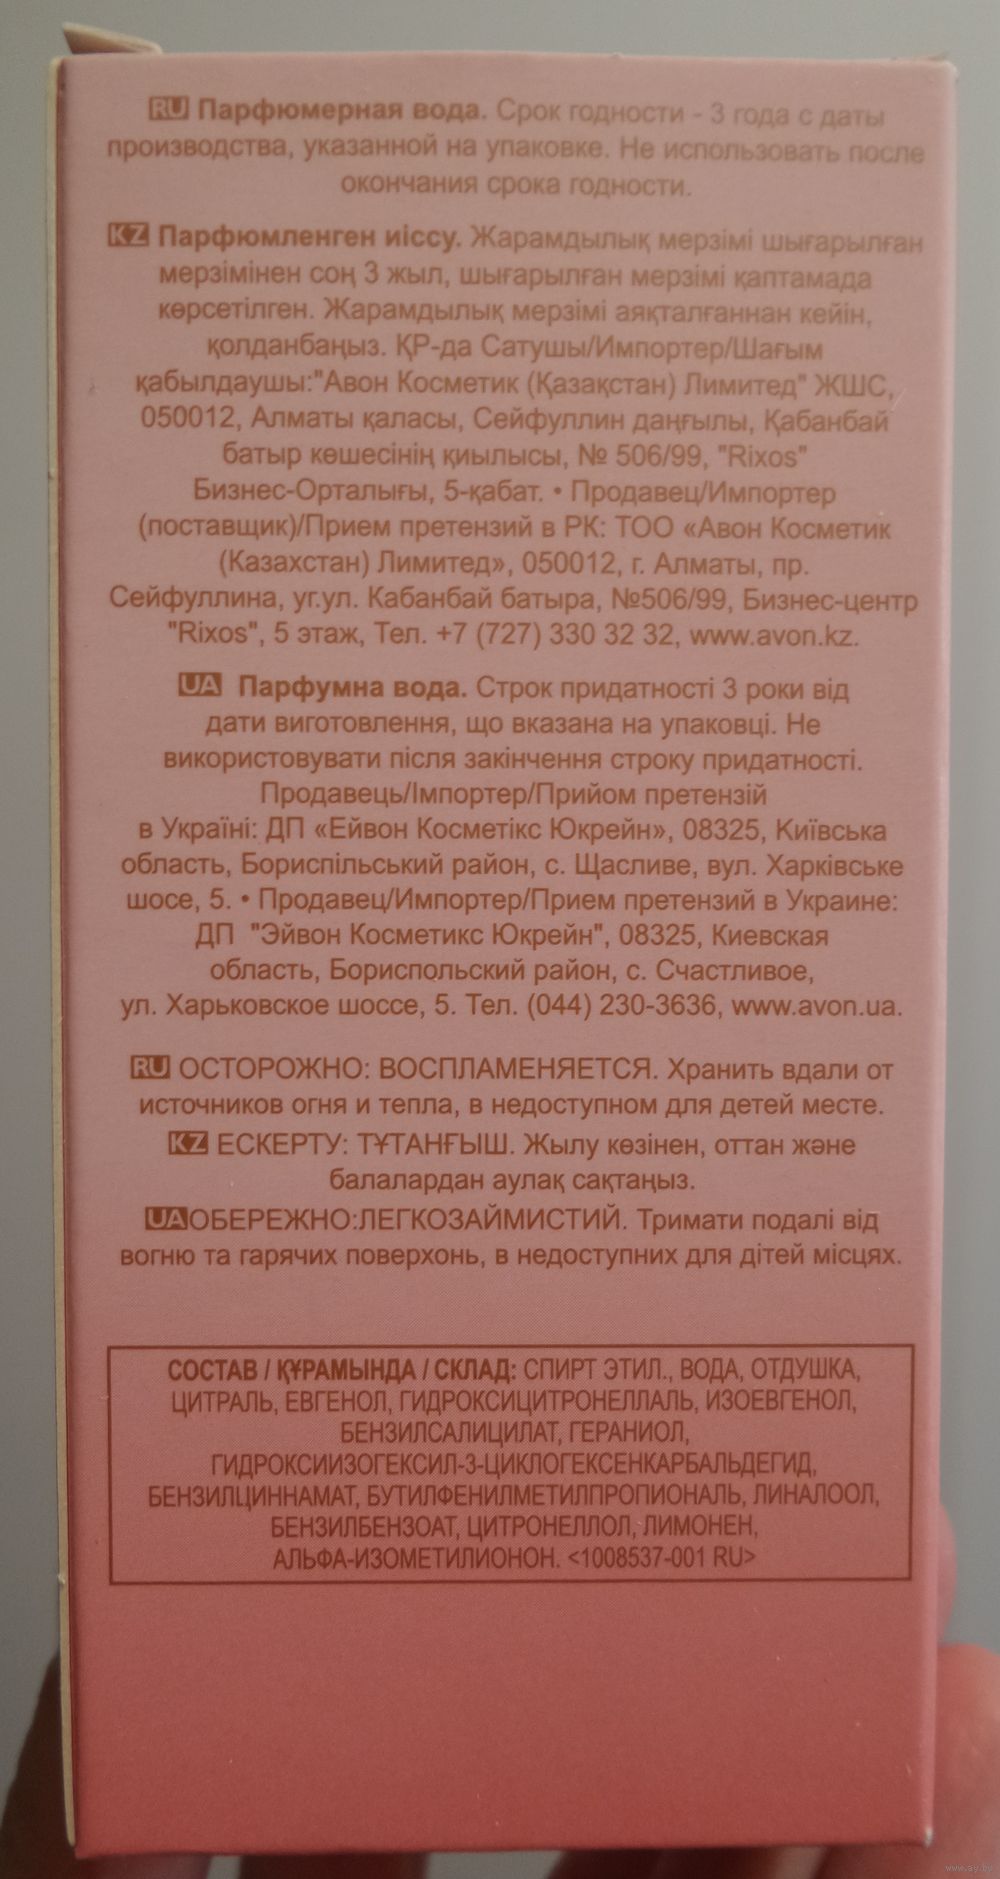 RU Парфюмерная вода. Срок годности - 3 года с даты
производства, указанной на упаковке. Не использовать после
окончания срока годности.
KZ Парфюмленген иіссу. Жарамдылық мерзімі шығарылған
мерзімінен соң 3 жыл, шығарылған мерзімі қаптамада
көрсетілген. Жарамдылық мерзімі аяқталғаннан кейін,
қолданбаңыз. ҚР-да Сатушы/Импортер/Шағым
қабылдаушы:"Авон Косметик (Қазақстан) Лимитед" ЖШС,
050012, Алматы қаласы, Сейфуллин даңғылы, Қабанбай
батыр көшесінің қиылысы, № 506/99, "Rixos"
Бизнес-Орталығы, 5-қабат. • Продавец/Импортер
(поставщик)/Прием претензий в РК: ТОО «Авон Косметик
(Казахстан) Лимитед», 050012, г. Алматы, пр.
Сейфуллина, уг.ул. Кабанбай батыра, №506/99, Бизнес-центр
"Rixos", 5 этаж, Тел. +7 (727) 330 32 32, www.avon.kz.
UA Парфумна вода. Строк придатності 3 роки від
дати виготовлення, що вказана на упаковці. Не
використовувати після закінчення строку придатності.
Продавець/Імпортер/Прийом претензій
в Україні: ДП «Ейвон Косметікс Юкрейн», 08325, Київська
область, Бориспільський район, с. Щасливе, вул. Харківське
шосе, 5. • Продавец/Импортер/Прием претензий в Украине:
ДП "Эйвон Косметикс Юкрейн", 08325, Киевская
область, Бориспольский район, с. Счастливое,
ул. Харьковское шоссе, 5. Тел. (044) 230-3636, www.avon.ua.
RU ОСТОРОЖНО: ВОСПЛАМЕНЯЕТСЯ. Хранить вдали от
источников огня и тепла, в недоступном для детей месте.
KZ ЕСКЕРТУ: ТҰТАНҒЫШ. Жылу көзінен, оттан және
балалардан аулақ сақтаңыз.
UA ОБЕРЕЖНО:ЛЕГКОЗАЙМИСТИЙ. Тримати подалі від
вогню та гарячих поверхонь, в недоступних для дітей місцях.
СОСТАВ / ҚҰРАМЫНДА / СКЛАД: СПИРТ ЭТИЛ., ВОДА, ОТДУШКА,
ЦИТРАЛЬ, ЕВГЕНОЛ, ГИДРОКСИЦИТРОНЕЛЛАЛЬ, ИЗОЕВГЕНОЛ,
БЕНЗИЛСАЛИЦИЛАТ, ГЕРАНИОЛ,
ГИДРОКСИИЗОГЕКСИЛ-3-ЦИКЛОГЕКСЕНКАРБАЛЬДЕГИД,
БЕНЗИЛЦИННАМАТ, БУТИЛФЕНИЛМЕТИЛПРОПИОНАЛЬ, ЛИНАЛООЛ,
БЕНЗИЛБЕНЗОАТ, ЦИТРОНЕЛЛОЛ, ЛИМОНЕН,
АЛЬФА-ИЗОМЕТИЛИОНОН. <1008537-001 RU>
www.ay.by